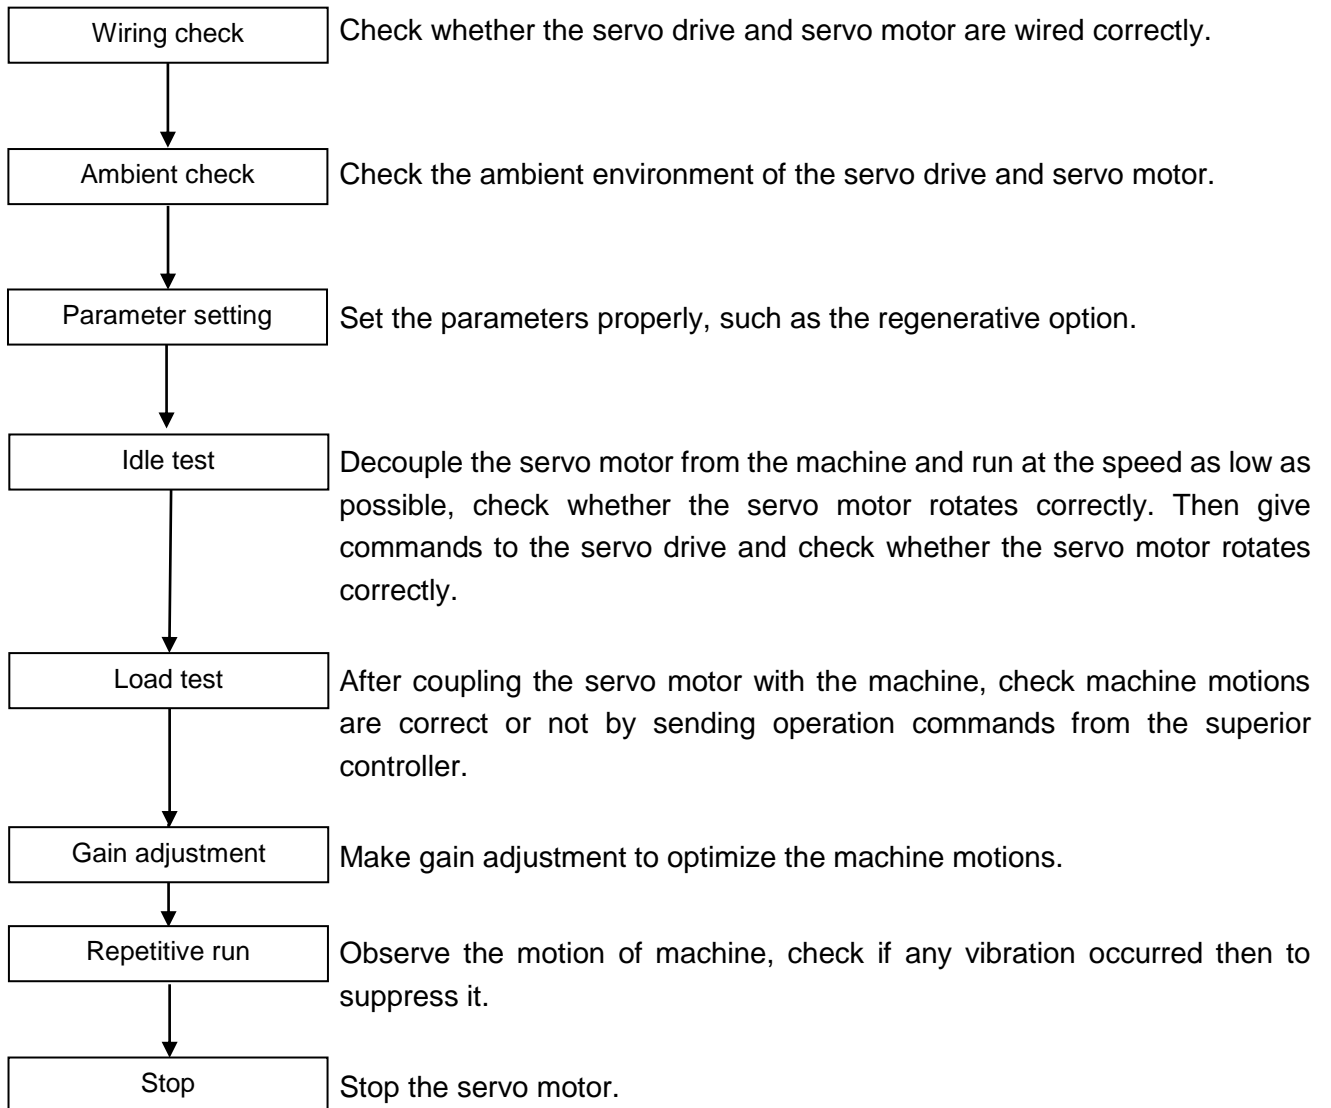 Wiring check
Check whether the servo drive and servo motor are wired correctly.
Ambient check
Check the ambient environment of the servo drive and servo motor.
Parameter setting
Set the parameters properly, such as the regenerative option.
Idle test
Decouple the servo motor from the machine and run at the speed as low as
possible, check whether the servo motor rotates correctly. Then give
commands to the servo drive and check whether the servo motor rotates
correctly.
Load test
After coupling the servo motor with the machine, check machine motions
are correct or not by sending operation commands from the superior
controller.
Gain adjustment
Make gain adjustment to optimize the machine motions.
Repetitive run
Observe the motion of machine, check if any vibration occurred then to
suppress it.
Stop
Stop the servo motor.